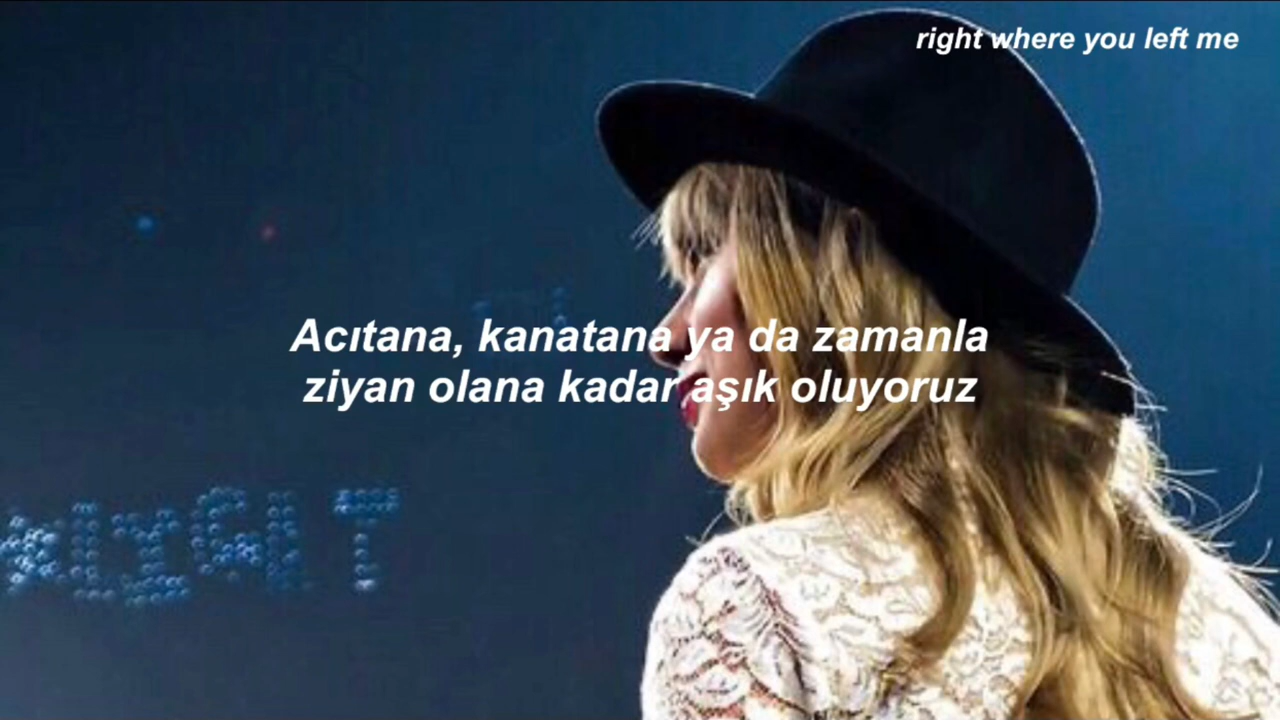 right where you left me
Acıtana, kanatana ya da zamanla
ziyan olana kadar aşık oluyoruz